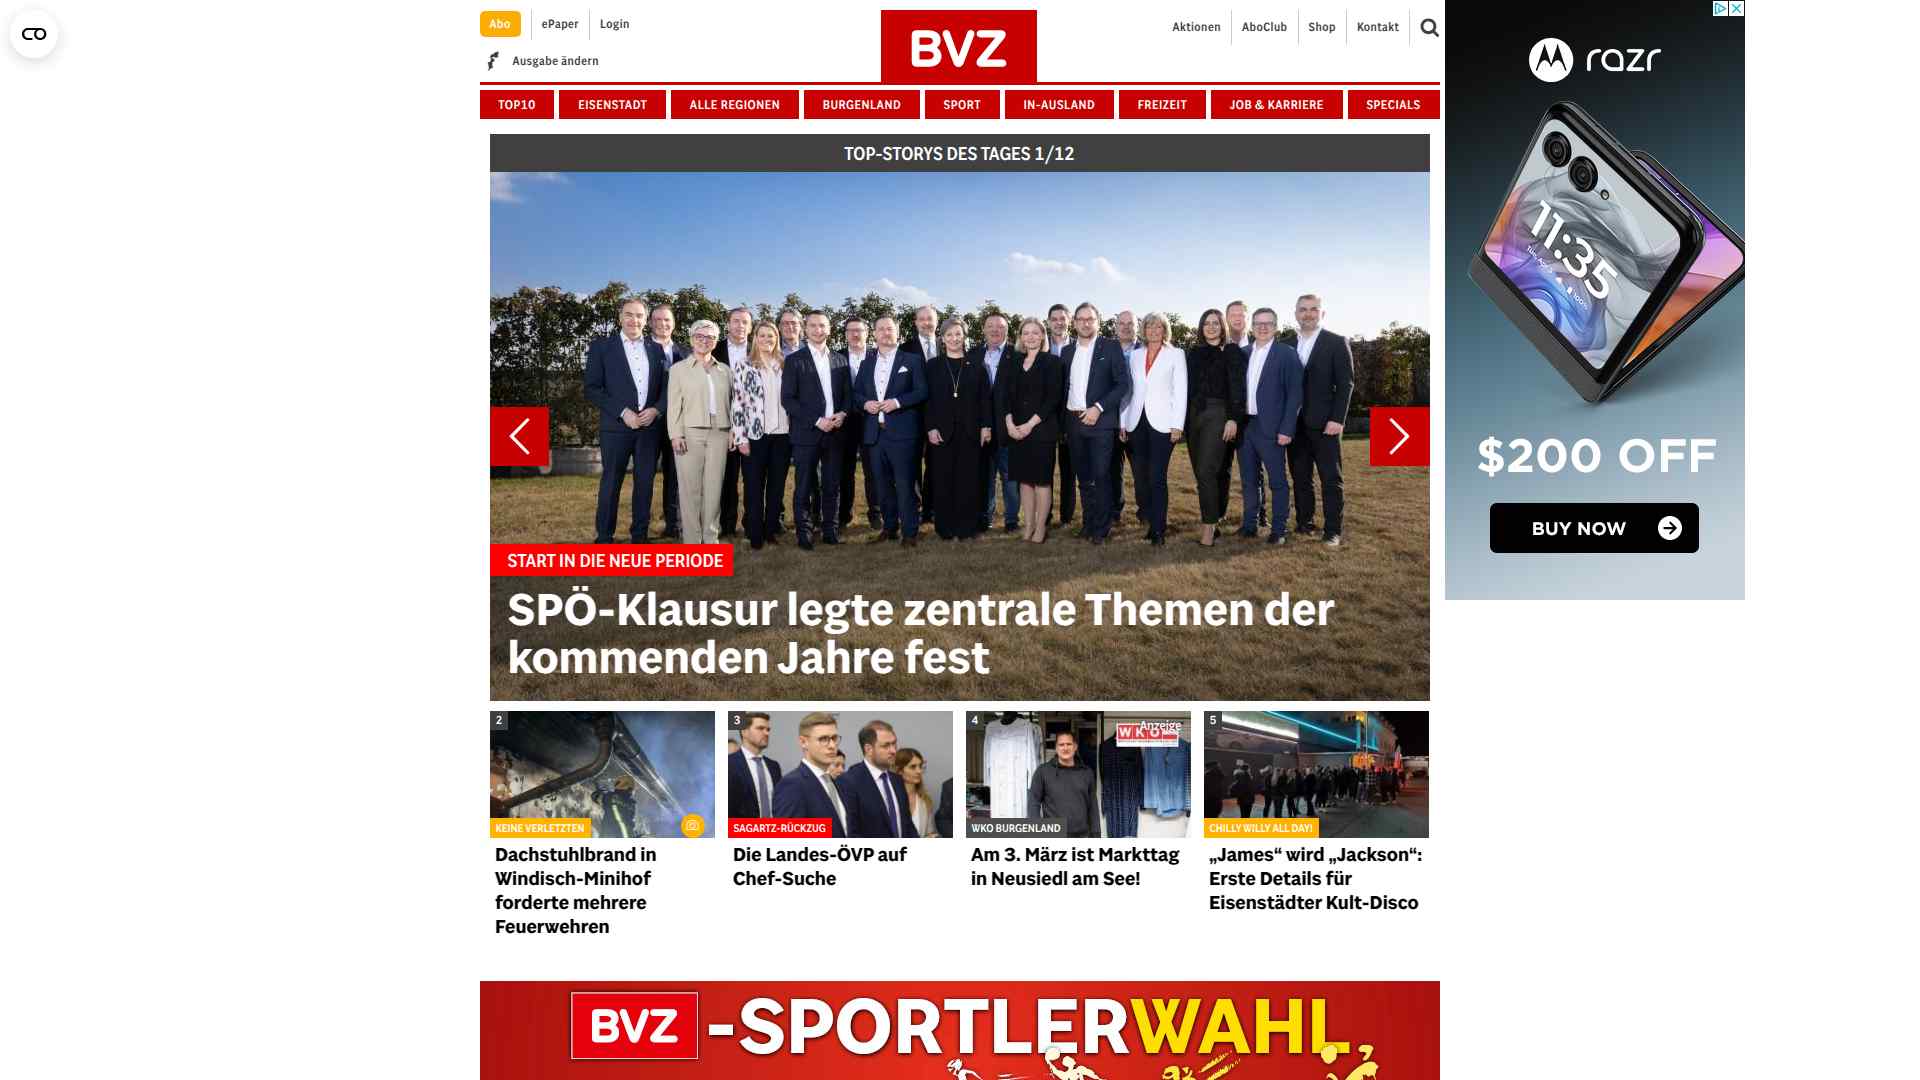 Abo
ePaper
Login
Ausgabe ändern
BVZ
Aktionen
AboClub
Shop
Kontakt
TOP10
EISENSTADT
ALLE REGIONEN
BURGENLAND
SPORT
IN-AUSLAND
FREIZEIT
JOB & KARRIERE
SPECIALS
TOP-STORYS DES TAGES 1/12
START IN DIE NEUE PERIODE
SPÖ-Klausur legte zentrale Themen der
kommenden Jahre fest
2
KEINE VERLETZTEN
Dachstuhlbrand in
Windisch-Minihof
forderte mehrere
Feuerwehren
3
SAGARTZ-RÜCKZUG
Die Landes-ÖVP auf
Chef-Suche
4
Anzeige
WKO
WKO BURGENLAND
Am 3. März ist Markttag
in Neusiedl am See!
5
CHILLY WILLY ALL DAY!
„James“ wird „Jackson“:
Erste Details für
Eisenstädter Kult-Disco
BVZ-SPORTLERWAHL
razr
11:35
$200 OFF
BUY NOW